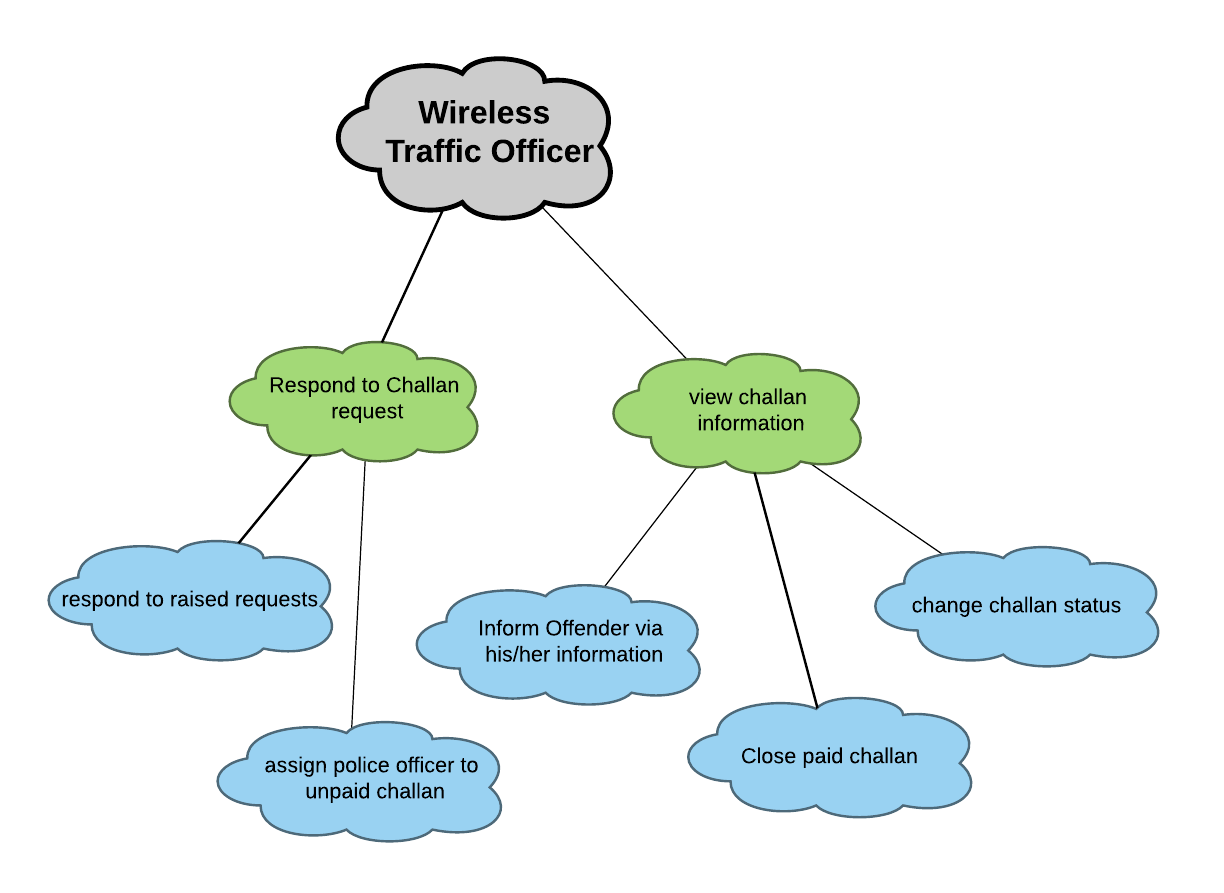 Wireless
Traffic Officer
Respond to Challan
request
view challan
information
respond to raised requests
Inform Offender via
his/her information
change challan status
assign police officer to
unpaid challan
Close paid challan